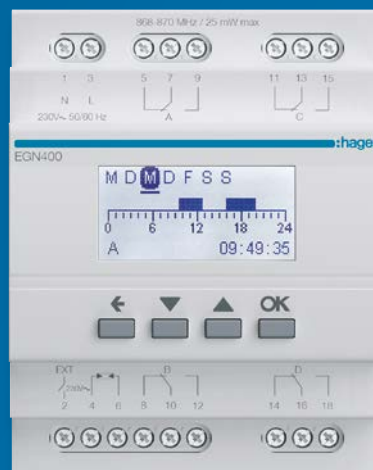 868-870 MHz / 25 mW max
1 3 5 7 9 11 13 15
N L
230V~ 50/60 Hz A C
:hage
EGN400
M D M D F S S
0 6 12 18 24
A 09:49:35
OK
EXT B D
230V~
2 4 6 8 10 12 14 16 18